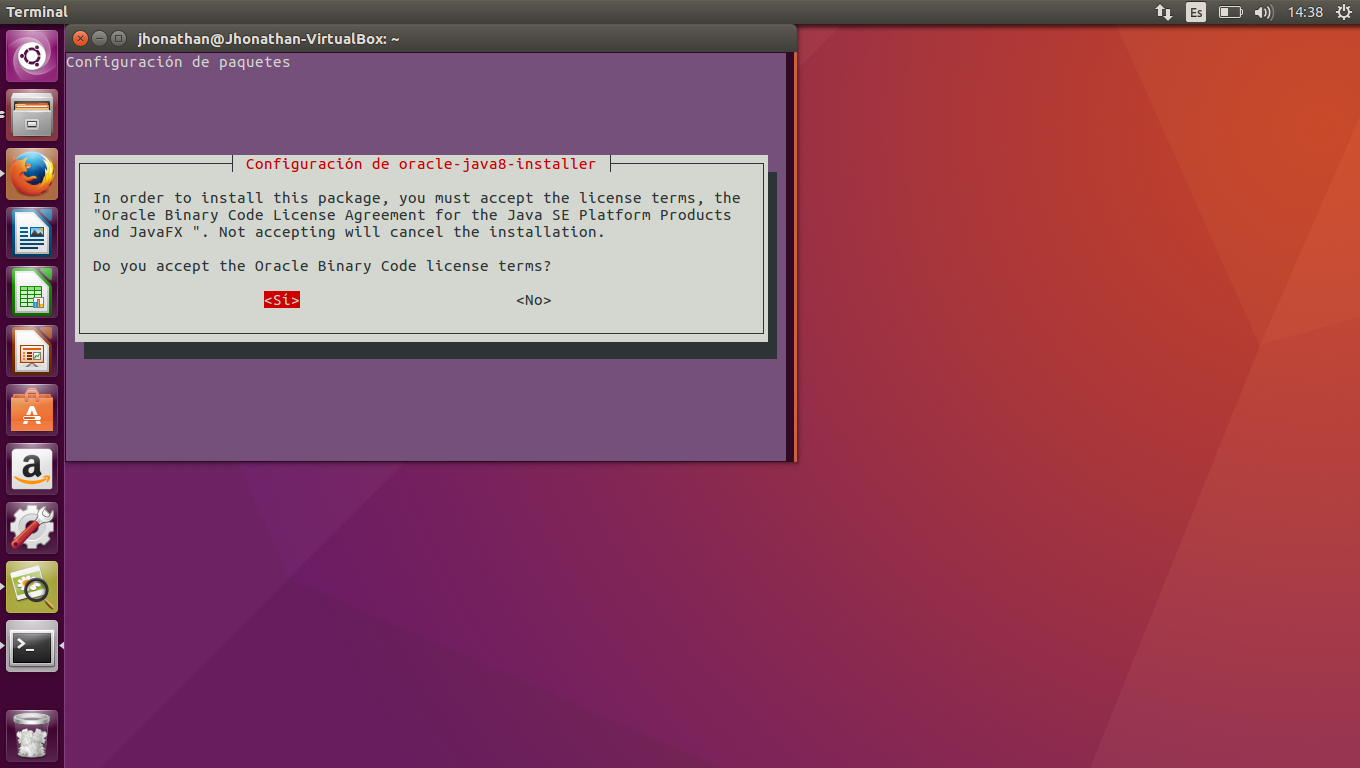 Terminal
Es
14:38
jhonathan@Jhonathan-VirtualBox: ~
Configuración de paquetes
Configuración de oracle-java8-installer
In order to install this package, you must accept the license terms, the
"Oracle Binary Code License Agreement for the Java SE Platform Products
and JavaFX ". Not accepting will cancel the installation.
Do you accept the Oracle Binary Code license terms?
<Sí> <No>